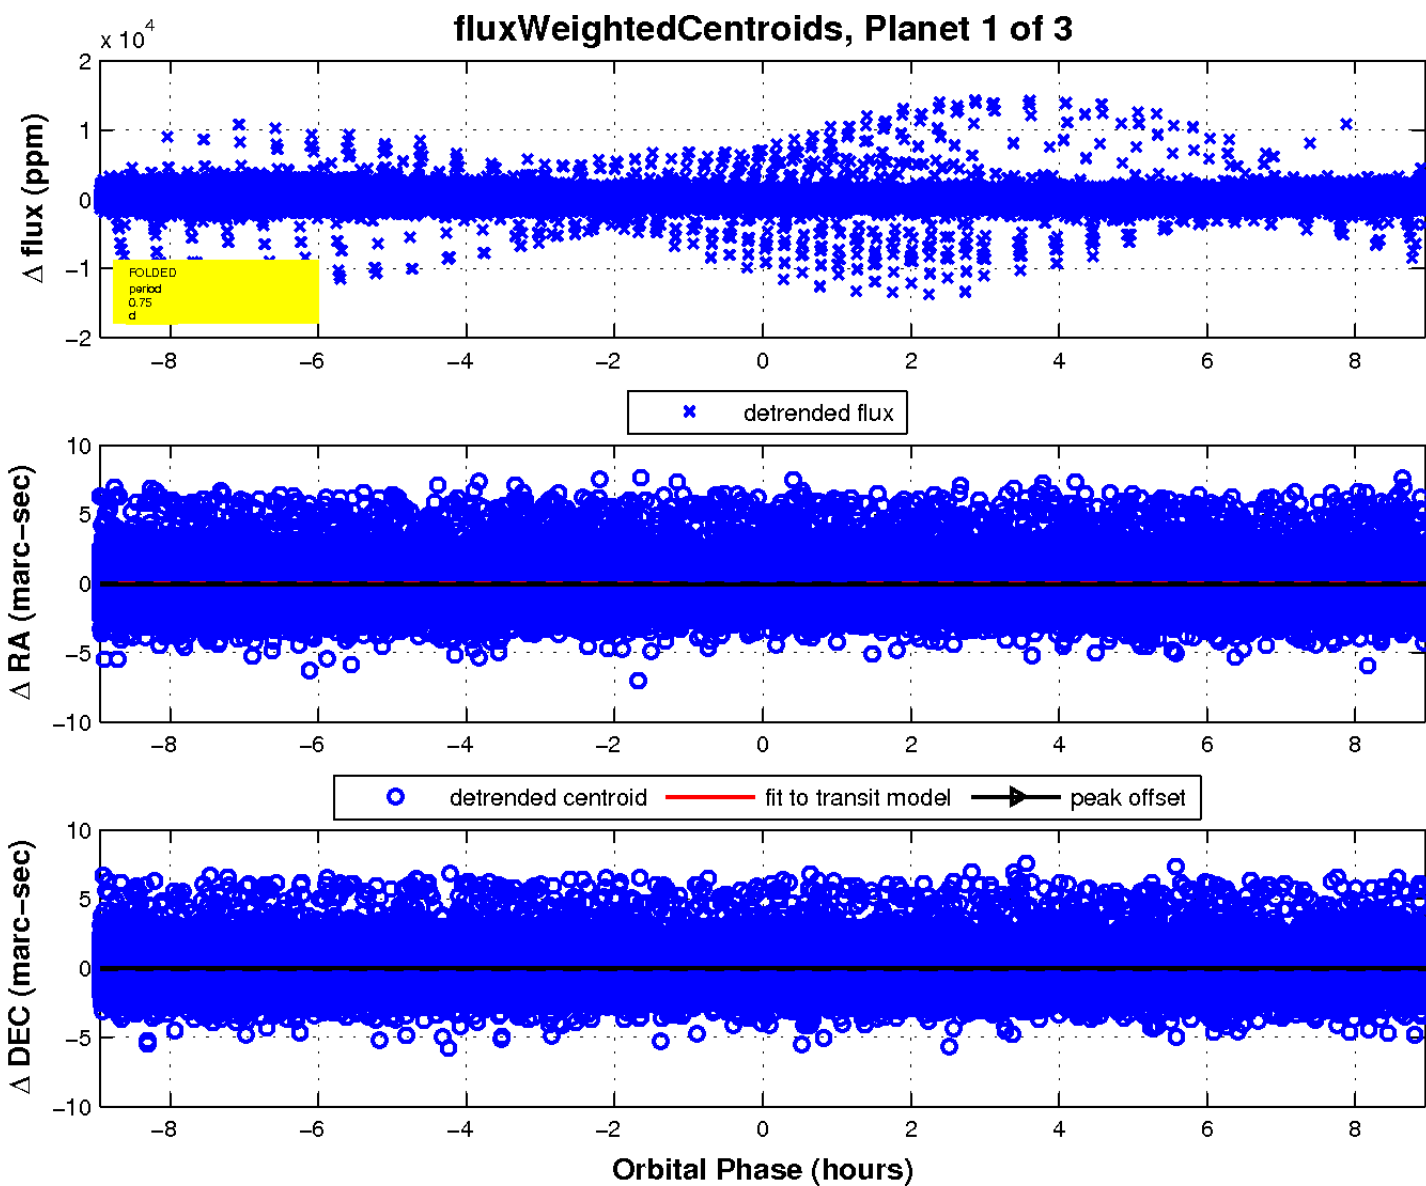 fluxWeightedCentroids, Planet 1 of 3
x 10^4
Δ flux (ppm)
2
1
0
−1
−2
FOLDED
period
0.75
d
−8 −6 −4 −2 0 2 4 6 8
detrended flux
Δ RA (marc−sec)
10
5
0
−5
−10
−8 −6 −4 −2 0 2 4 6 8
detrended centroid fit to transit model peak offset
Δ DEC (marc−sec)
10
5
0
−5
−10
−8 −6 −4 −2 0 2 4 6 8
Orbital Phase (hours)